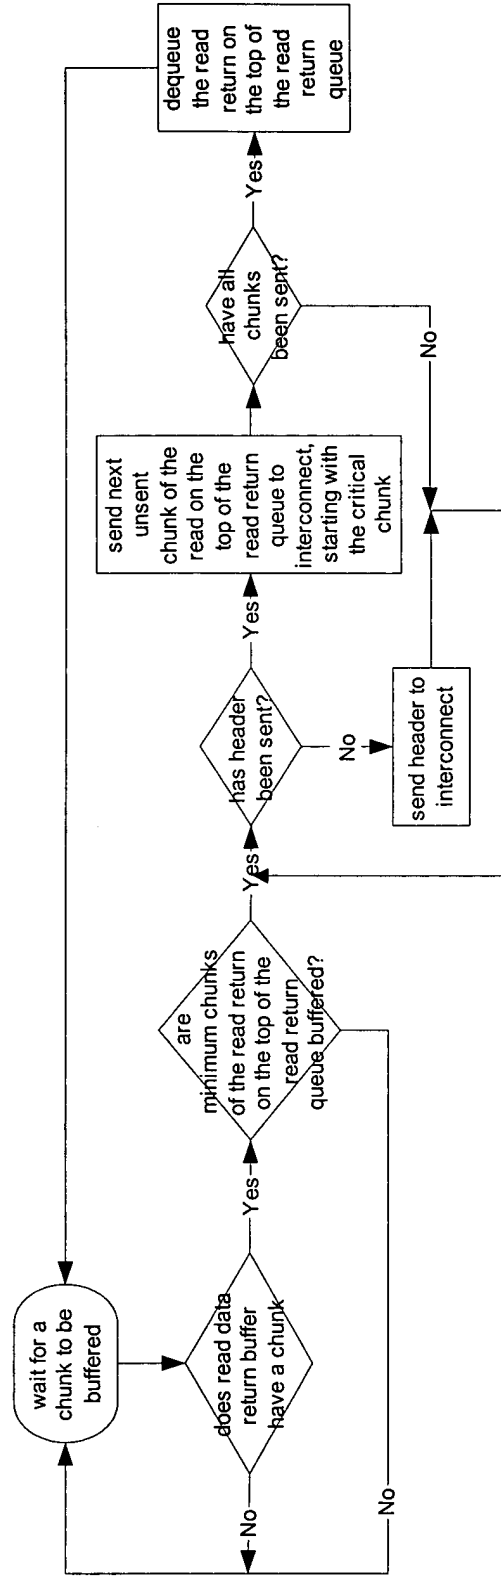 wait for a
chunk to be
buffered
does read data
return buffer
have a chunk
No
Yes
are
minimum chunks
of the read return
on the top of the
read return
queue buffered?
No
Yes
has header
been sent?
No
send header to
interconnect
Yes
send next
unsent
chunk of the
read on the
top of the
read return
queue to
interconnect,
starting with
the critical
chunk
have all
chunks
been sent?
No
Yes
dequeue
the read
return on
the top of
the read
return
queue